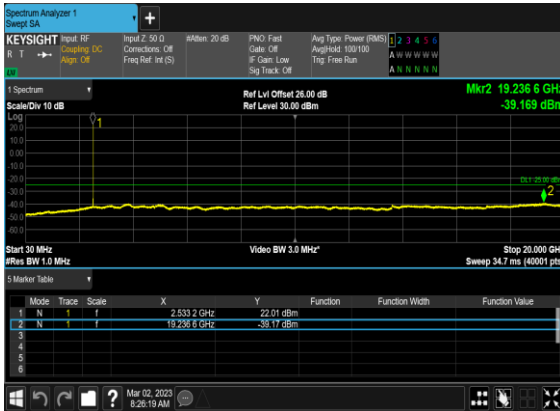 Spectrum Analyzer 1
Swept SA
+
KEYSIGHT Input: RF Input Z: 50 Ω #Atten: 20 dB PNO: Fast Avg Type: Power (RMS) 1 2 3 4 5 6
R T Coupling: DC Corrections: Off Gate: Off Avg|Hold: 100/100 A W W W W W
Align: Off Freq Ref: Int (S) IF Gain: Low Trig: Free Run
Sig Track: Off A N N N N N
1 Spectrum Ref Lvl Offset 26.00 dB Mkr2 19.236 6 GHz
Scale/Div 10 dB Ref Level 30.00 dBm -39.169 dBm
Log
20.0
10.0
0.00
-10.0
-20.0
-30.0
-40.0
-50.0
-60.0
1
DL1 -25.00 dBm
2
Start 30 MHz Video BW 3.0 MHz* Stop 20.000 GHz
#Res BW 1.0 MHz Sweep 34.7 ms (40001 pts)
5 Marker Table
Mode Trace Scale X Y Function Function Width Function Value
1 N 1 f 2.533 2 GHz 22.01 dBm
2 N 1 f 19.236 6 GHz -39.17 dBm
3
4
5
6
? Mar 02, 2023
8:26:19 AM